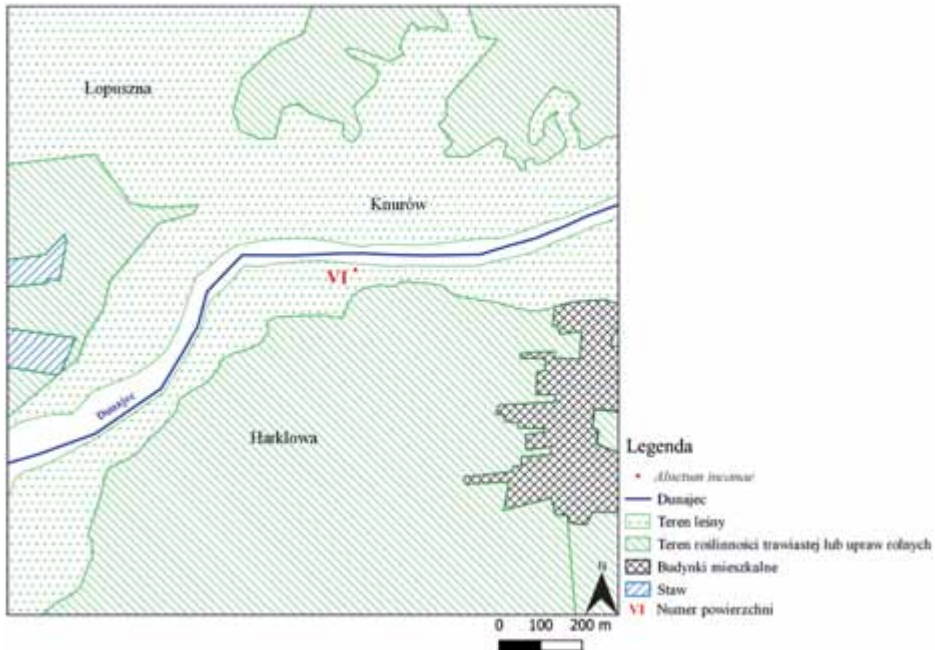 Łopuszna
Knurów
VI
Dunajec
Harklowa
Legenda
Alnetum incanae
Dunajec
Teren leśny
Teren roślinności trawiastej lub upraw rolnych
Budynki mieszkalne
Staw
VI Numer powierzchni
N
0 100 200 m